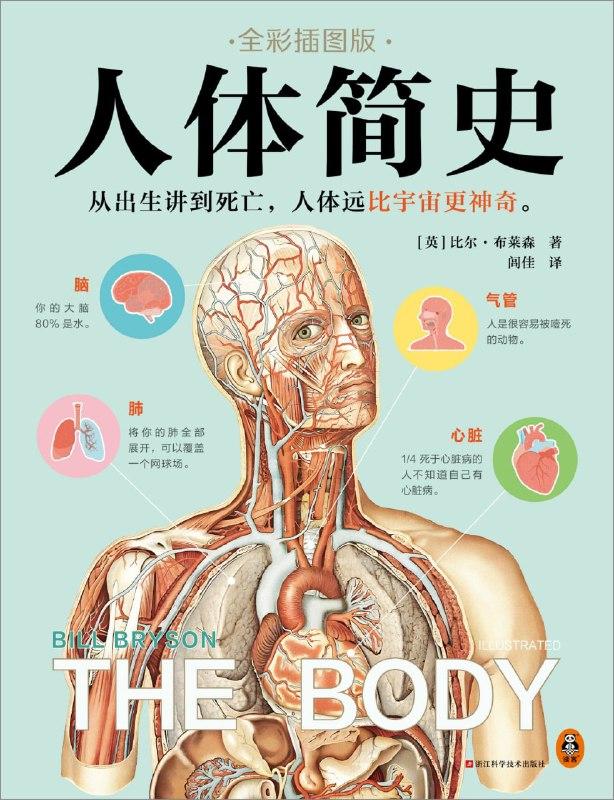 ·全彩插图版·
人体简史
从出生讲到死亡，人体远比宇宙更神奇。
[英]比尔·布莱森 著
闾佳 译
脑
你的大脑
80%是水。
气管
人是很容易被噎死
的动物。
肺
将你的肺全部
展开，可以覆盖
一个网球场。
心脏
1/4 死于心脏病的
人不知道自己有
心脏病。
BILL BRYSON
ILLUSTRATED
THE BODY
读客
浙江科学技术出版社